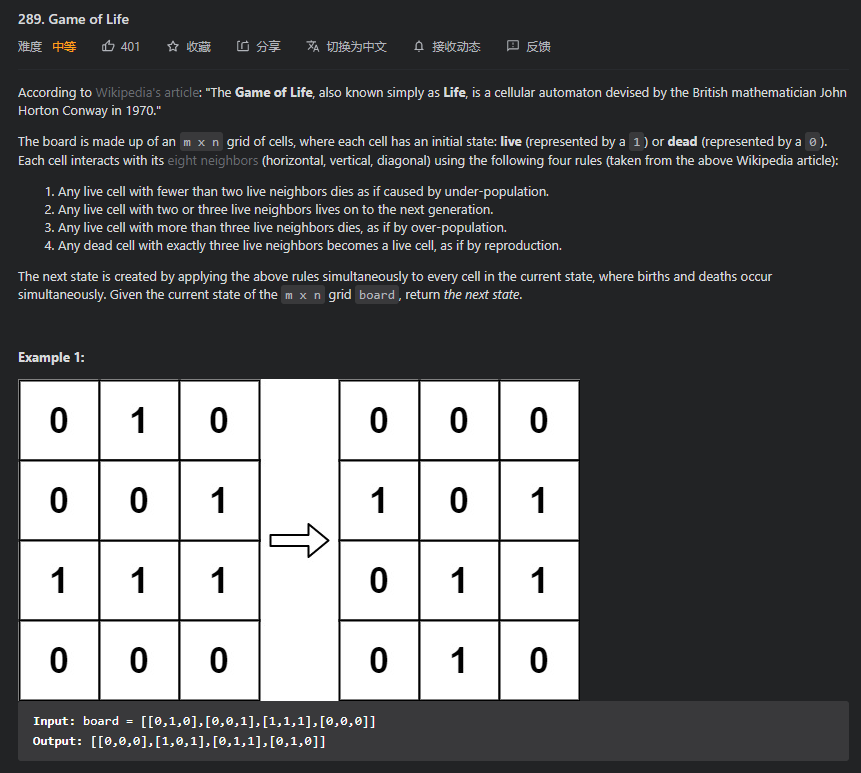 289. Game of Life
难度 中等 401 收藏 分享 切换为中文 接收动态 反馈
According to Wikipedia's article: "The Game of Life, also known simply as Life, is a cellular automaton devised by the British mathematician John
Horton Conway in 1970."
The board is made up of an m x n grid of cells, where each cell has an initial state: live (represented by a 1) or dead (represented by a 0).
Each cell interacts with its eight neighbors (horizontal, vertical, diagonal) using the following four rules (taken from the above Wikipedia article):
1. Any live cell with fewer than two live neighbors dies as if caused by under-population.
2. Any live cell with two or three live neighbors lives on to the next generation.
3. Any live cell with more than three live neighbors dies, as if by over-population.
4. Any dead cell with exactly three live neighbors becomes a live cell, as if by reproduction.
The next state is created by applying the above rules simultaneously to every cell in the current state, where births and deaths occur
simultaneously. Given the current state of the m x n grid board, return the next state.
Example 1:
0 1 0 0 0 0
0 0 1 1 0 1
1 1 1 0 1 1
0 0 0 0 1 0
Input: board = [[0,1,0],[0,0,1],[1,1,1],[0,0,0]]
Output: [[0,0,0],[1,0,1],[0,1,1],[0,1,0]]